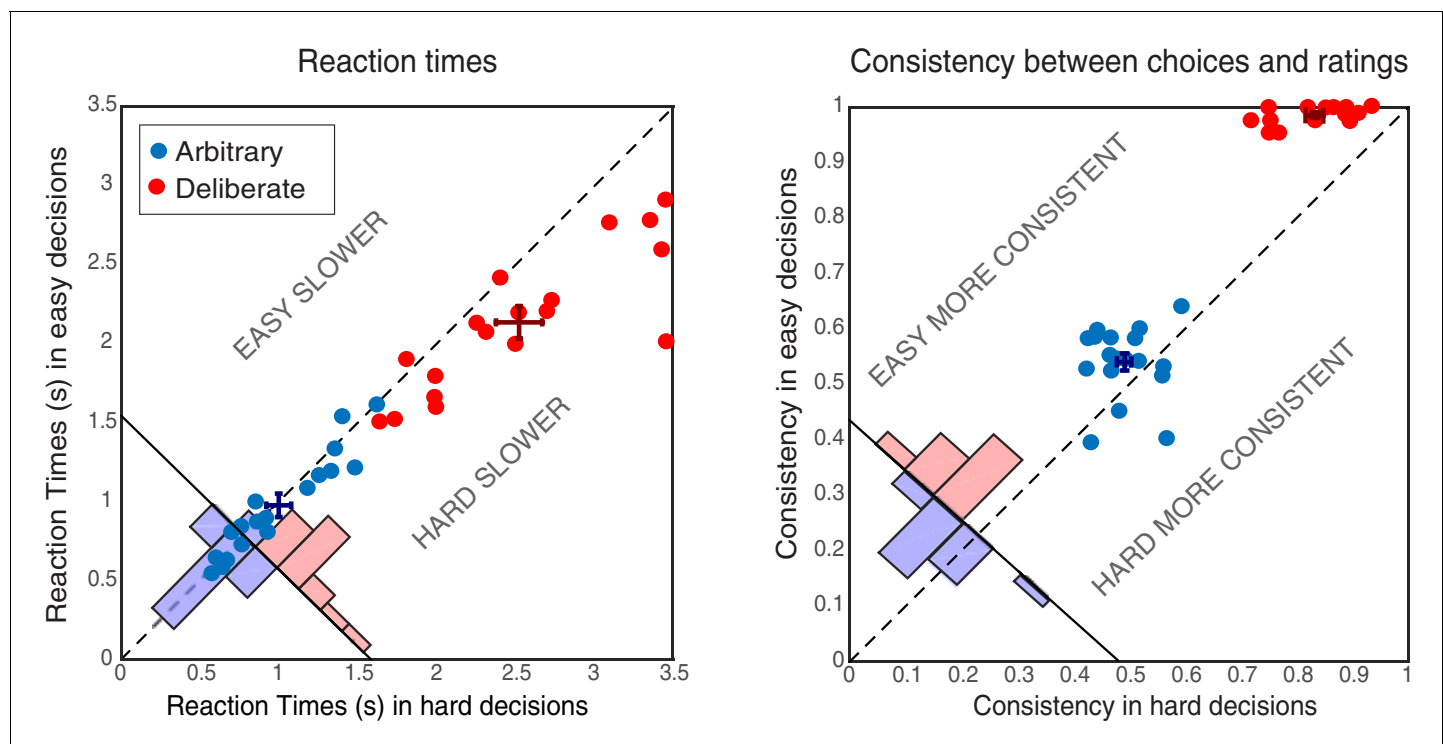 Reaction times
Consistency between choices and ratings
Reaction Times (s) in easy decisions
3.5
3
2.5
2
1.5
1
0.5
0
Arbitrary
Deliberate
EASY SLOWER
HARD SLOWER
0 0.5 1 1.5 2 2.5 3 3.5
Reaction Times (s) in hard decisions
Consistency in easy decisions
1
0.9
0.8
0.7
0.6
0.5
0.4
0.3
0.2
0.1
0
EASY MORE CONSISTENT
HARD MORE CONSISTENT
0 0.1 0.2 0.3 0.4 0.5 0.6 0.7 0.8 0.9 1
Consistency in hard decisions